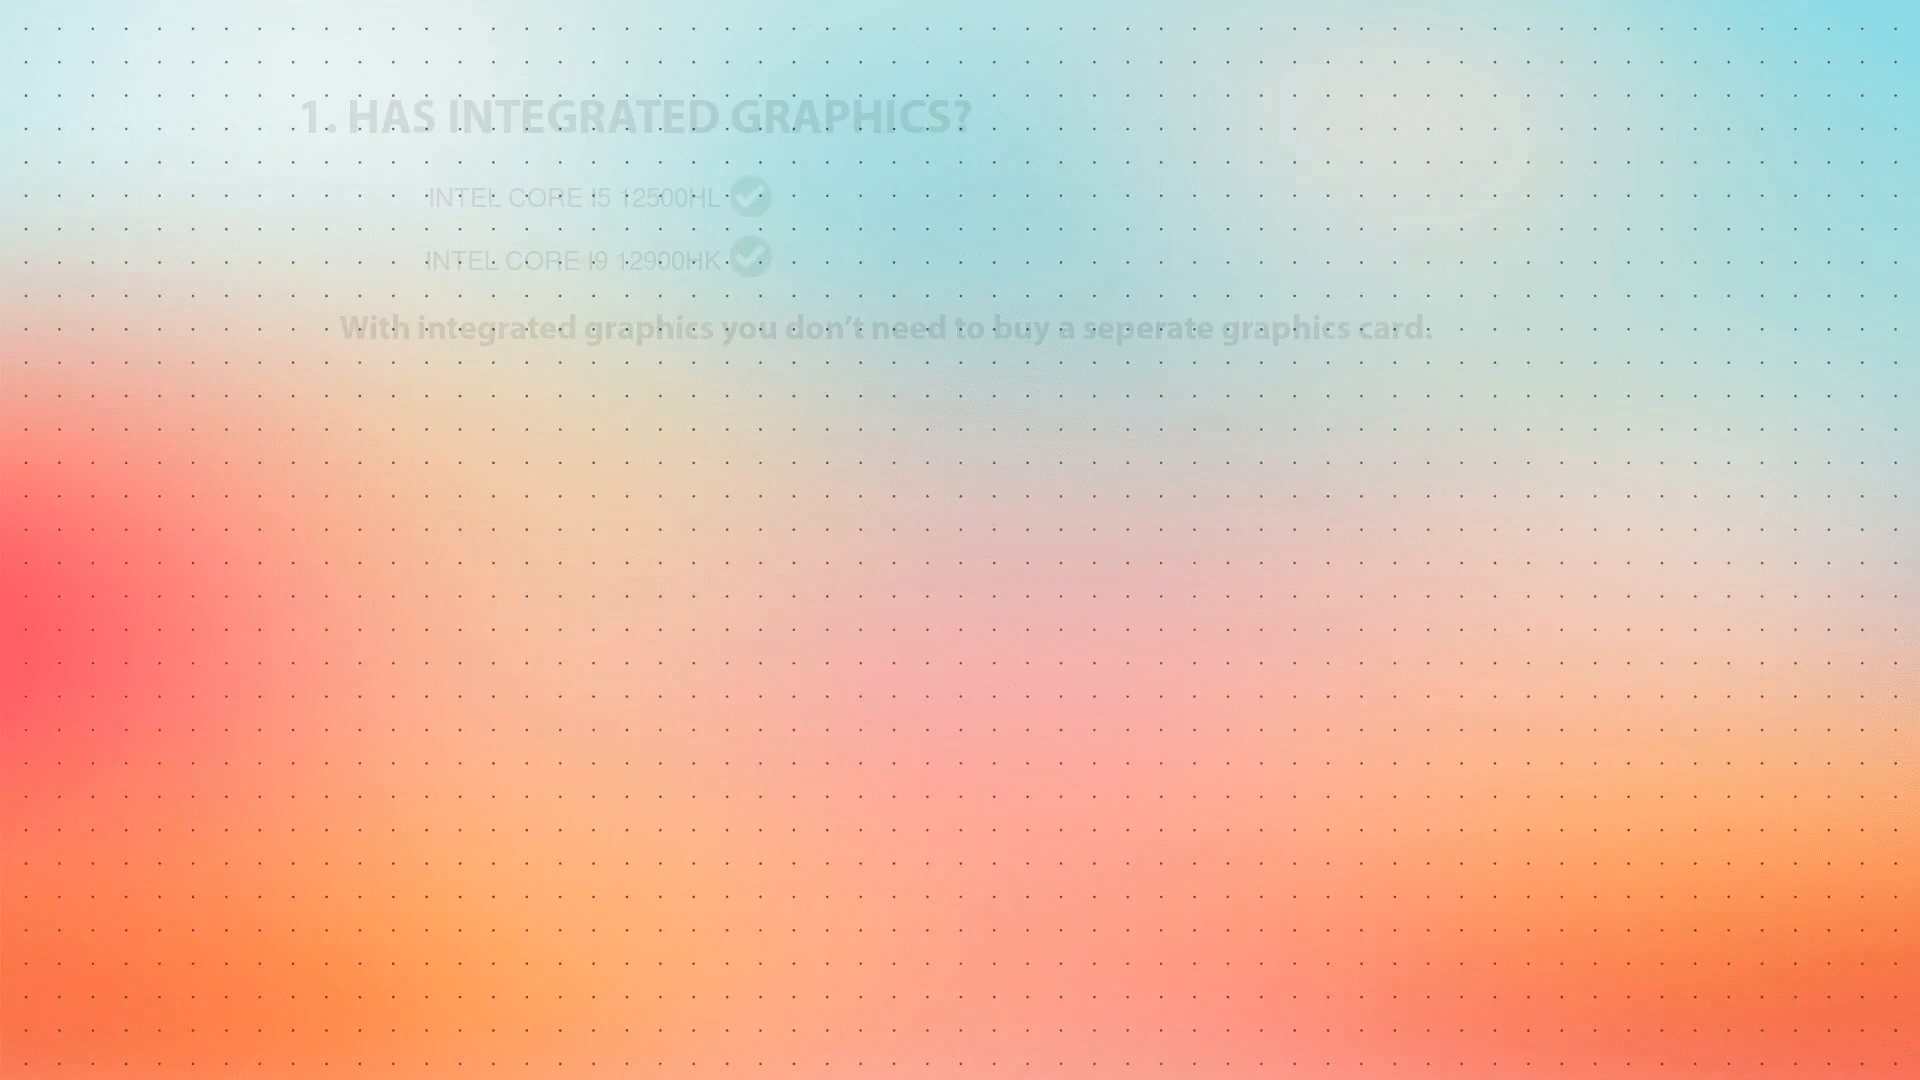 1. HAS INTEGRATED GRAPHICS?
INTEL CORE I5 12500HL
INTEL CORE I9 12900HK
With integrated graphics you don’t need to buy a seperate graphics card.